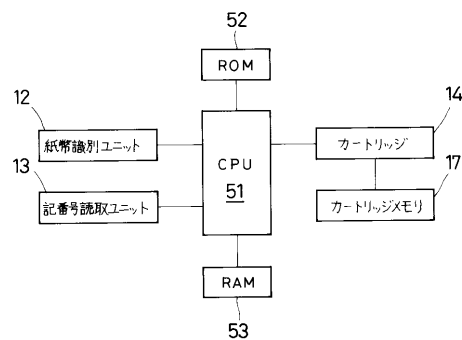 52
ROM
12
14
紙幣識別ユニット
カートリッジ
CPU
51
13
17
記番号読取ユニット
カートリッジメモリ
RAM
53